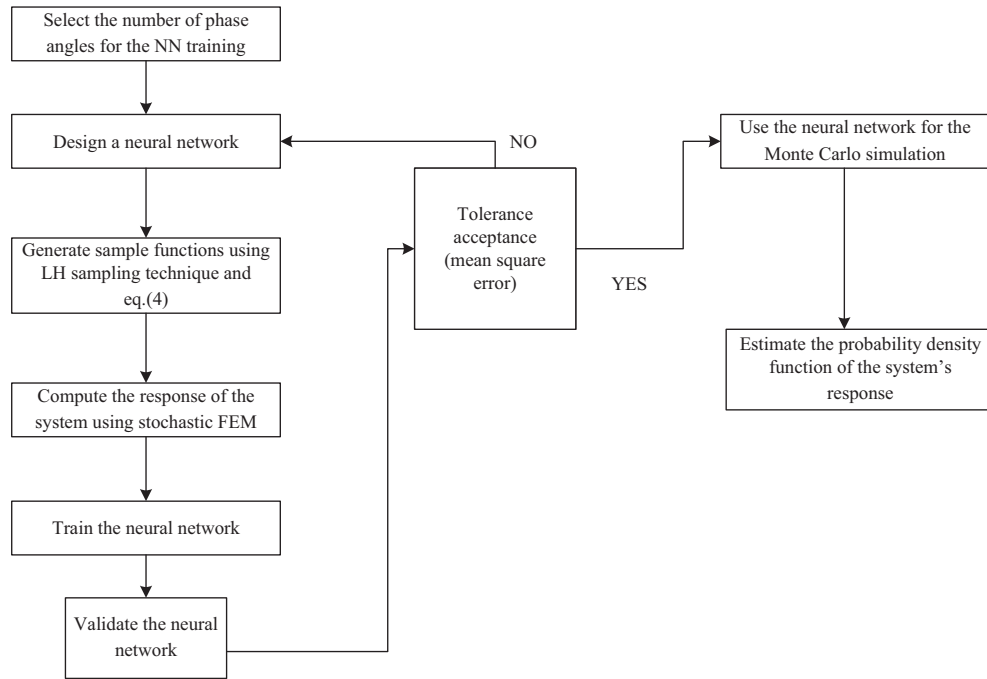 Select the number of phase
angles for the NN training
Design a neural network
Generate sample functions using
LH sampling technique and
eq.(4)
Compute the response of the
system using stochastic FEM
Train the neural network
Validate the neural
network
NO
Tolerance
acceptance
(mean square
error)
YES
Use the neural network for the
Monte Carlo simulation
Estimate the probability density
function of the system’s
response